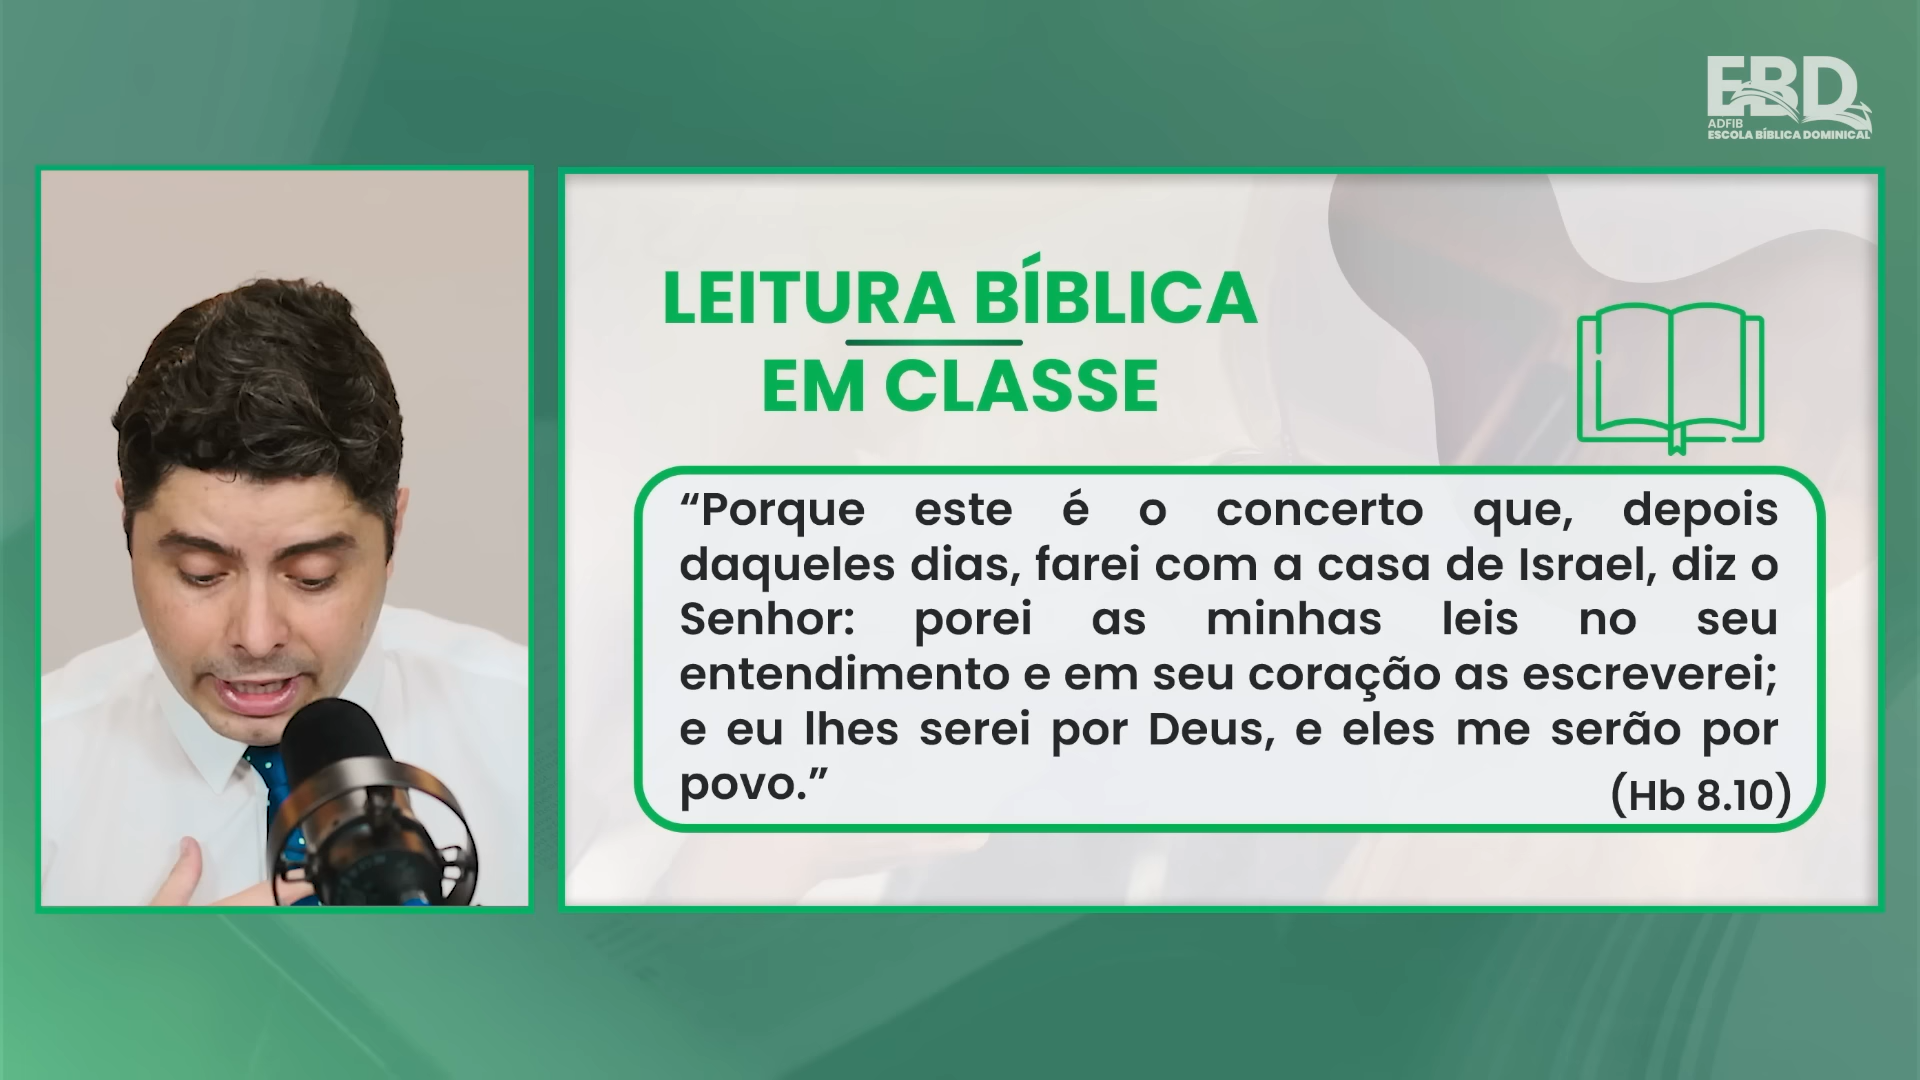 EBD
ADFIB
ESCOLA BÍBLICA DOMINICAL
LEITURA BÍBLICA
EM CLASSE
“Porque este é o concerto que, depois
daqueles dias, farei com a casa de Israel, diz o
Senhor: porei as minhas leis no seu
entendimento e em seu coração as escreverei;
e eu lhes serei por Deus, e eles me serão por
povo.”
(Hb 8.10)